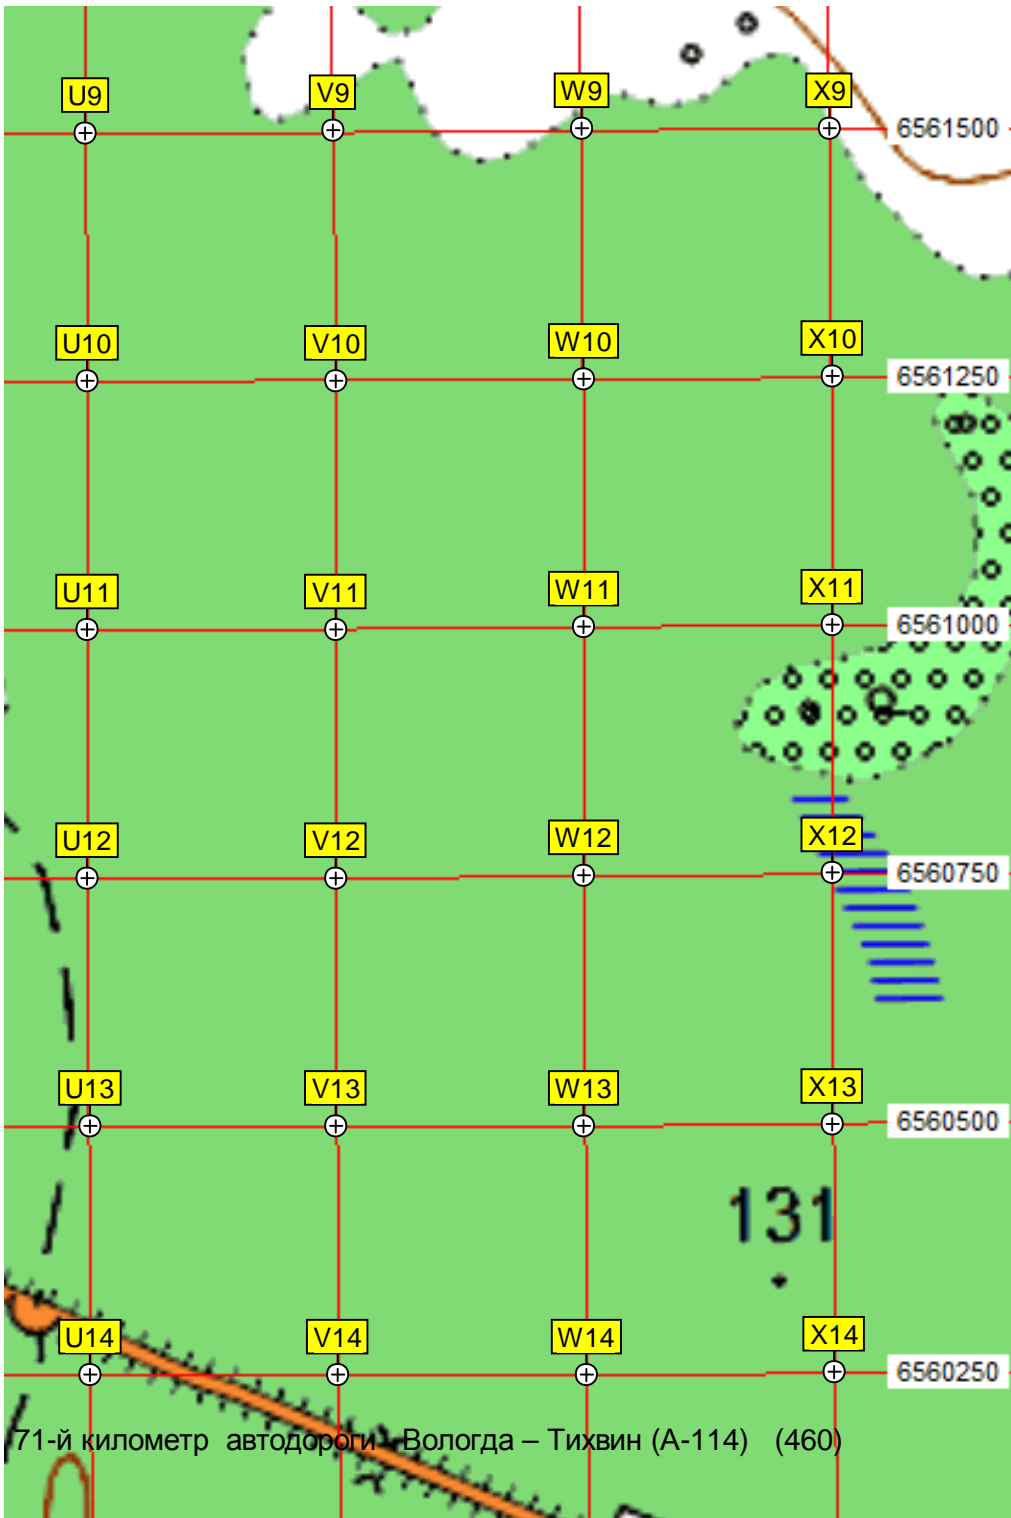 U9 V9 W9 X9
6561500
U10 V10 W10 X10
6561250
U11 V11 W11 X11
6561000
U12 V12 W12 X12
6560750
U13 V13 W13 X13
6560500
131
U14 V14 W14 X14
6560250
71-й километр автодороги Вологда – Тихвин (А-114) (460)